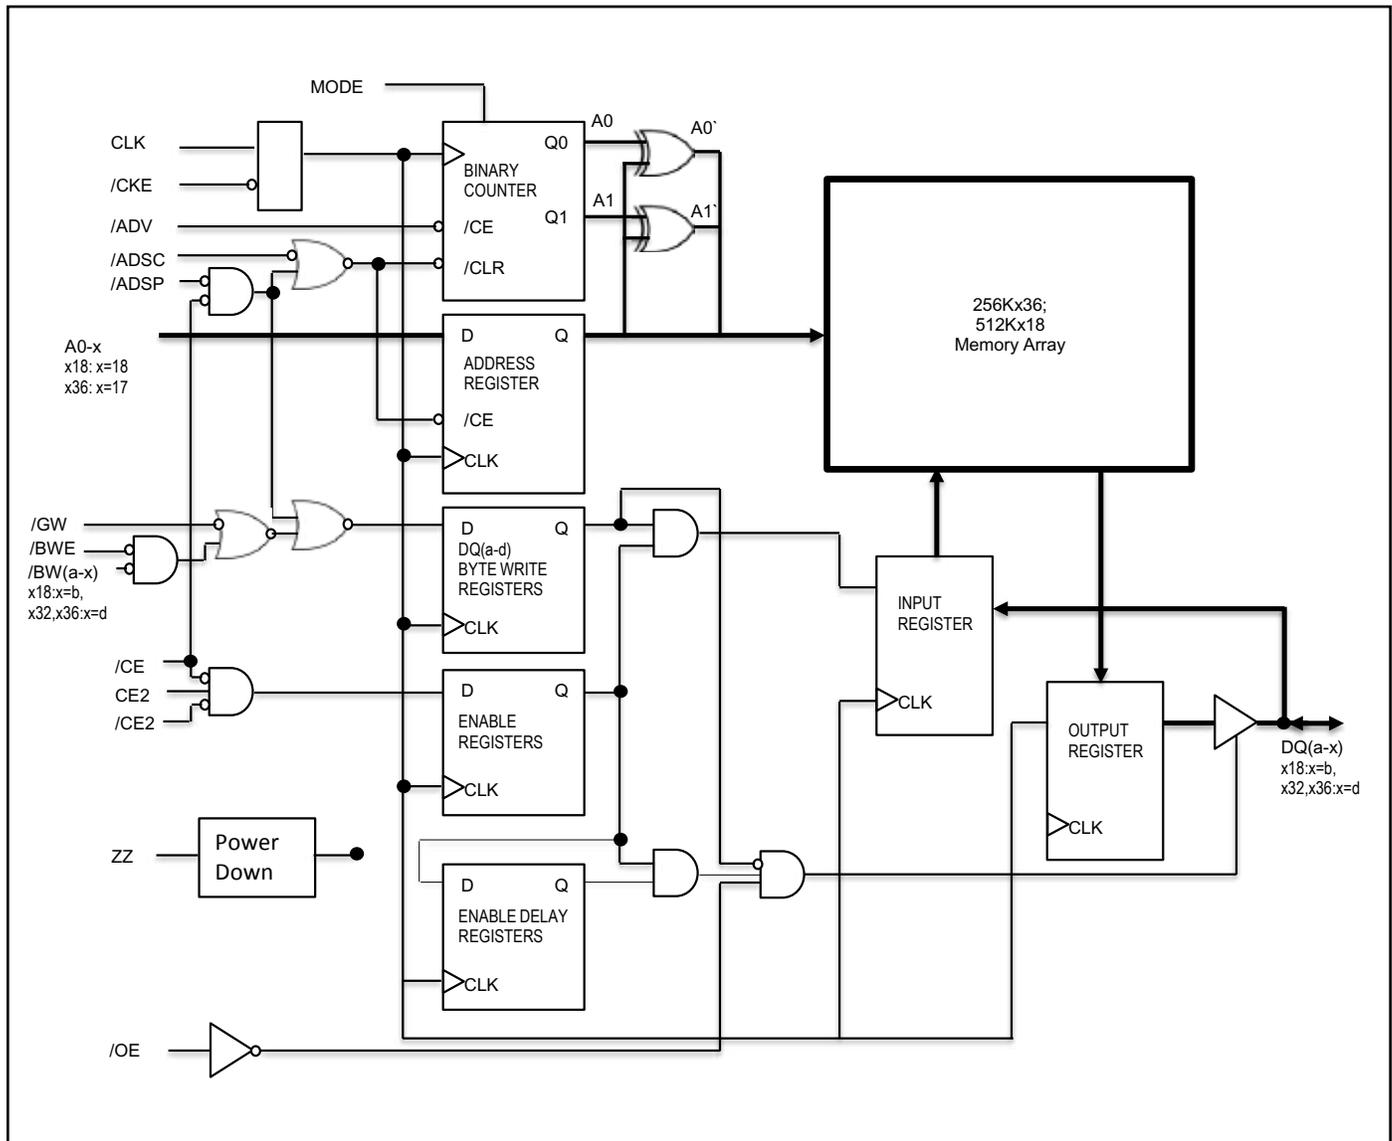 MODE
CLK
/CKE
/ADV
/ADSC
/ADSP
BINARY
COUNTER
Q0
Q1
/CE
/CLR
A0
A0`
A1
A1`
256Kx36;
512Kx18
Memory Array
A0-x
x18: x=18
x36: x=17
D
Q
ADDRESS
REGISTER
/CE
CLK
/GW
/BWE
/BW(a-x)
x18:x=b,
x32,x36:x=d
D
Q
DQ(a-d)
BYTE WRITE
REGISTERS
CLK
INPUT
REGISTER
CLK
/CE
CE2
/CE2
D
Q
ENABLE
REGISTERS
CLK
OUTPUT
REGISTER
CLK
DQ(a-x)
x18:x=b,
x32,x36:x=d
ZZ
Power
Down
D
Q
ENABLE DELAY
REGISTERS
CLK
/OE